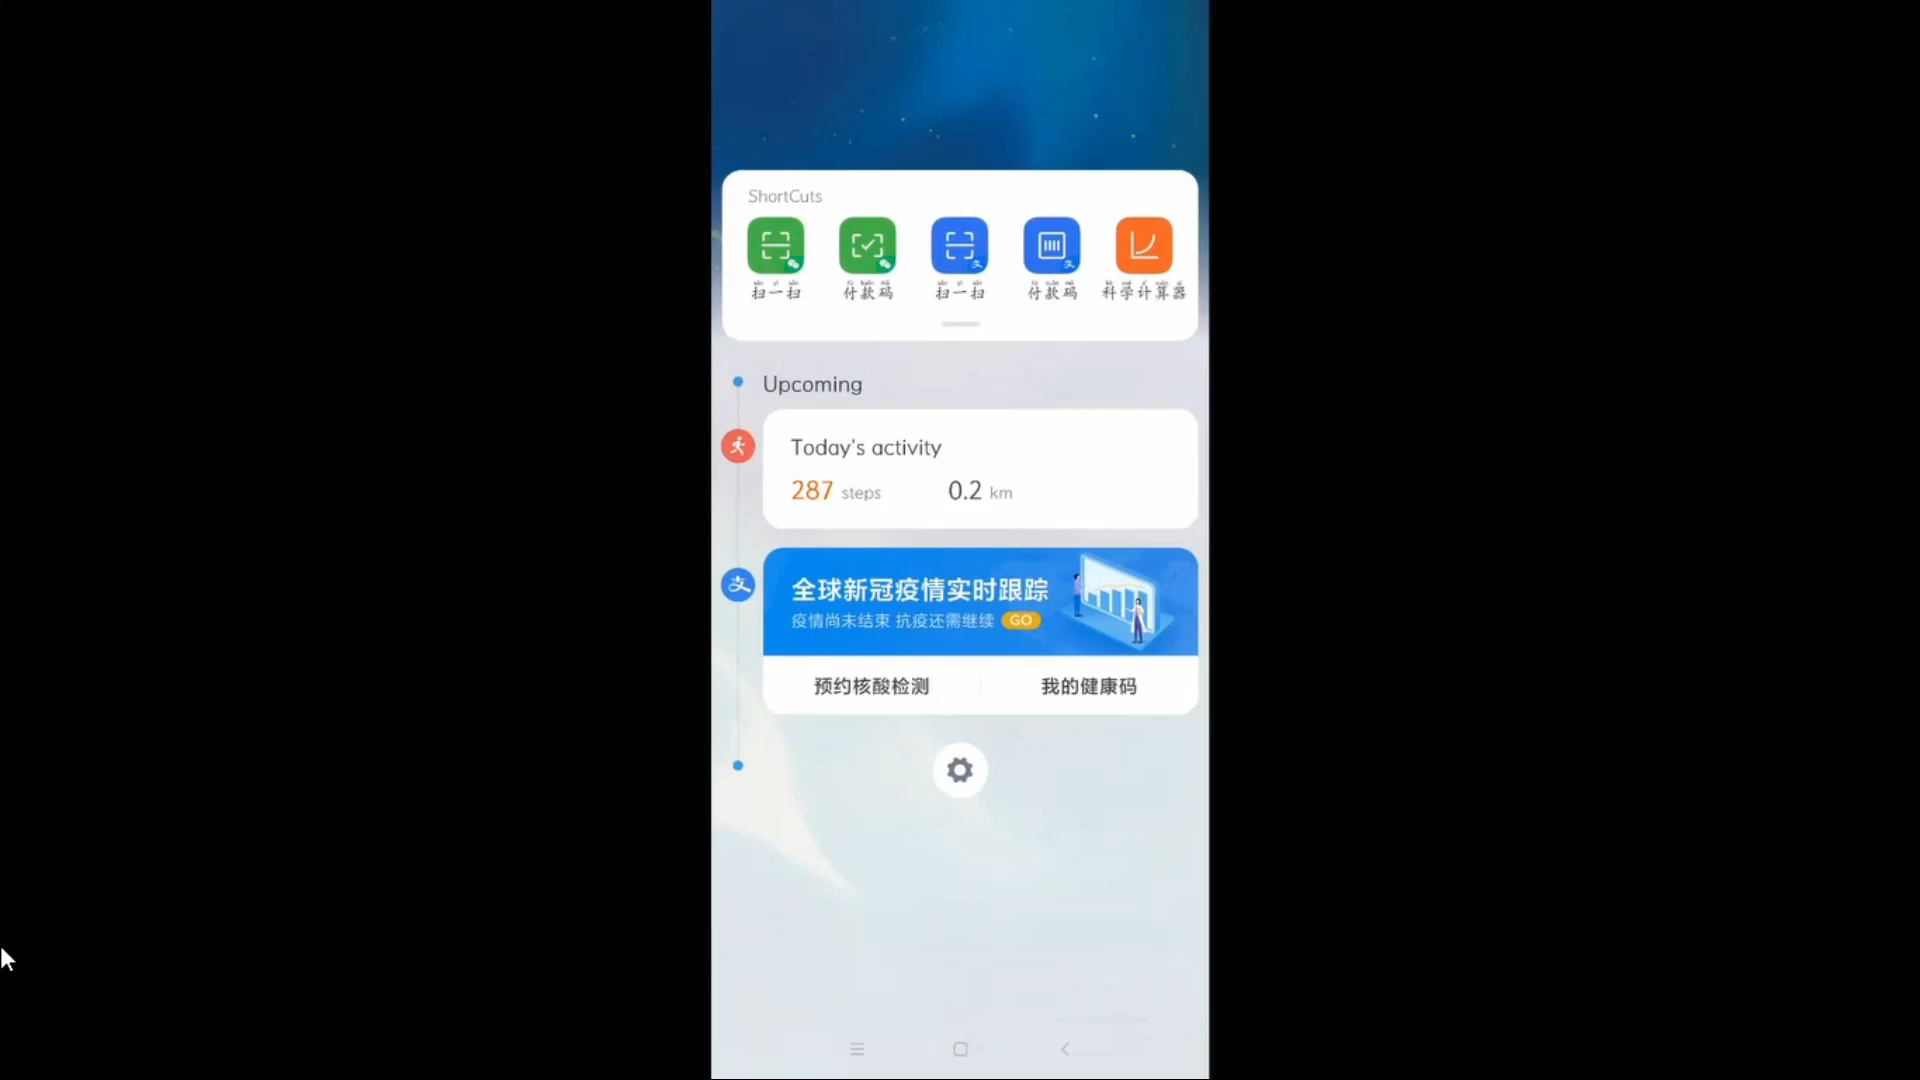 ShortCuts
扫一扫 付款码 扫一扫 付款码 科学计算器
Upcoming
Today's activity
287 steps 0.2 km
全球新冠疫情实时跟踪
疫情尚未结束 抗疫还需继续 GO
预约核酸检测 我的健康码